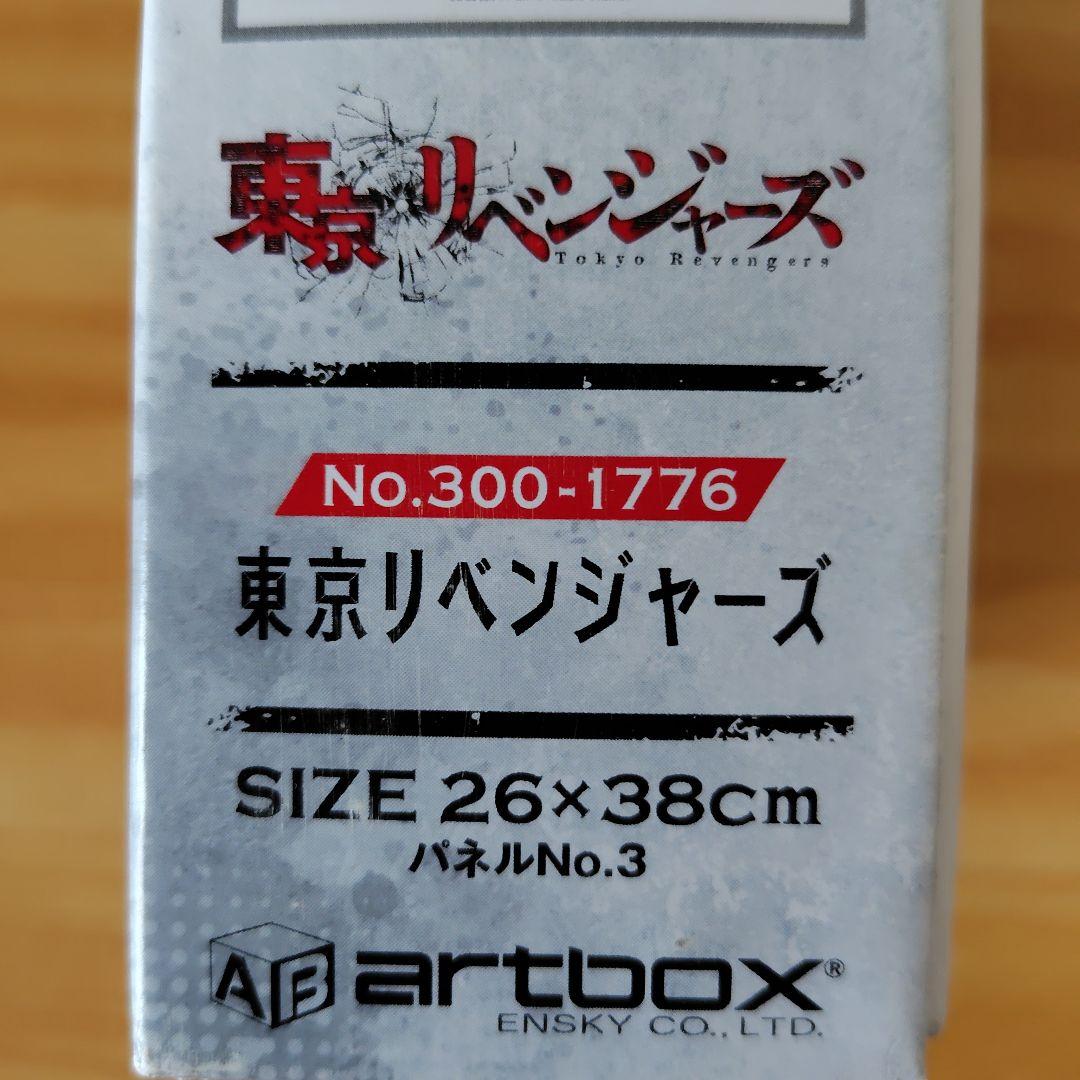 東京リベンジャーズ
Tokyo Revengers
No.300-1776
東京リベンジャーズ
SIZE 26×38cm
パネルNo.3
AB artbox®
ENSKY CO., LTD.